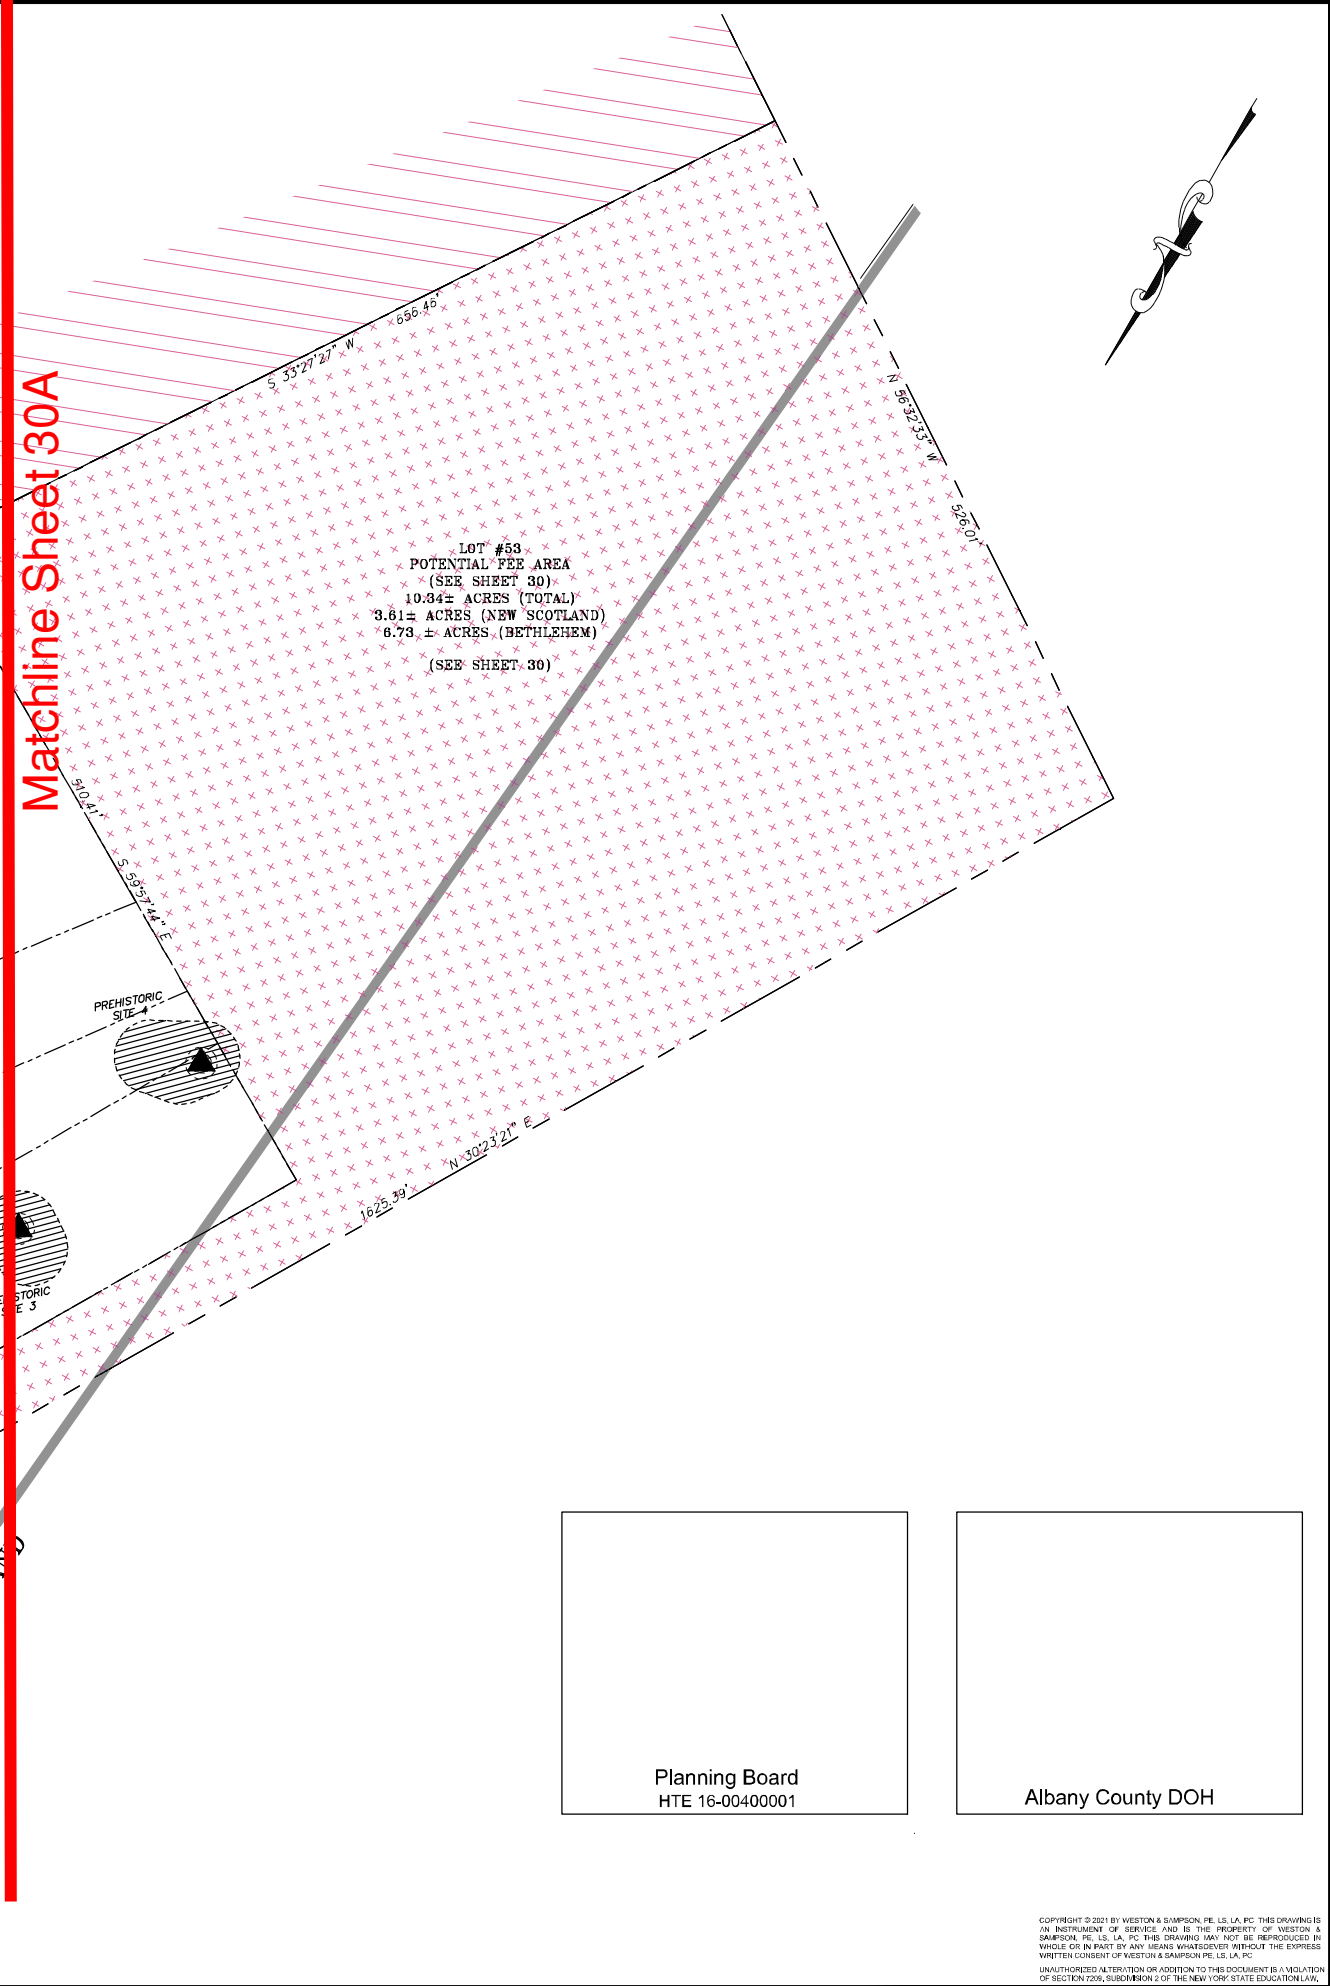 Matchline Sheet 30A
S 33°27'27" W
656.46'
N 56°32'33" W
526.01'
LOT #53
POTENTIAL FEE AREA
(SEE SHEET 30)
10.34± ACRES (TOTAL)
3.61± ACRES (NEW SCOTLAND)
6.73 ± ACRES (BETHLEHEM)
(SEE SHEET 30)
510.41'
S 59°57'44" E
PREHISTORIC
SITE 4
N 30°23'21" E
1625.39'
STORIC
SITE 3
Planning Board
HTE 16-00400001
Albany County DOH
COPYRIGHT © 2021 BY WESTON & SAMPSON, PE, LS, LA, PC THIS DRAWING IS
AN INSTRUMENT OF SERVICE AND IS THE PROPERTY OF WESTON &
SAMPSON, PE, LS, LA, PC THIS DRAWING MAY NOT BE REPRODUCED IN
WHOLE OR IN PART BY ANY MEANS WHATSOEVER WITHOUT THE EXPRESS
WRITTEN CONSENT OF WESTON & SAMPSON PE, LS, LA, PC
UNAUTHORIZED ALTERATION OR ADDITION TO THIS DOCUMENT IS A VIOLATION
OF SECTION 7209, SUBDIVISION 2 OF THE NEW YORK STATE EDUCATION LAW.